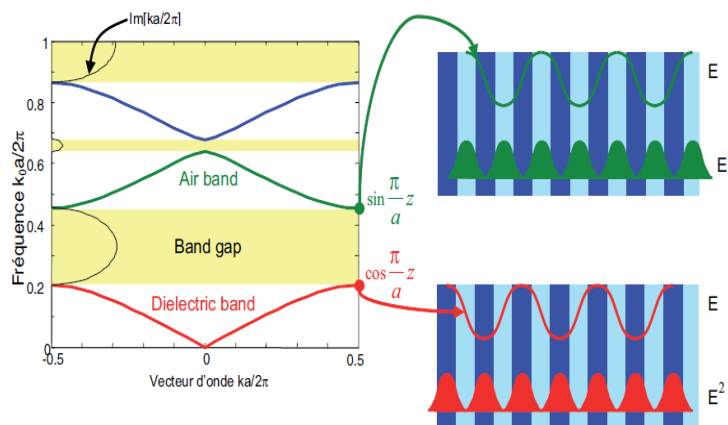 Im[ka/2π]
1
0.8
0.6
0.4
0.2
0
Fréquence k₀a/2π
Air band
Band gap
Dielectric band
-0.5
0
0.5
Vecteur d'onde ka/2π
sin π/a z
cos π/a z
E
E
E
E²